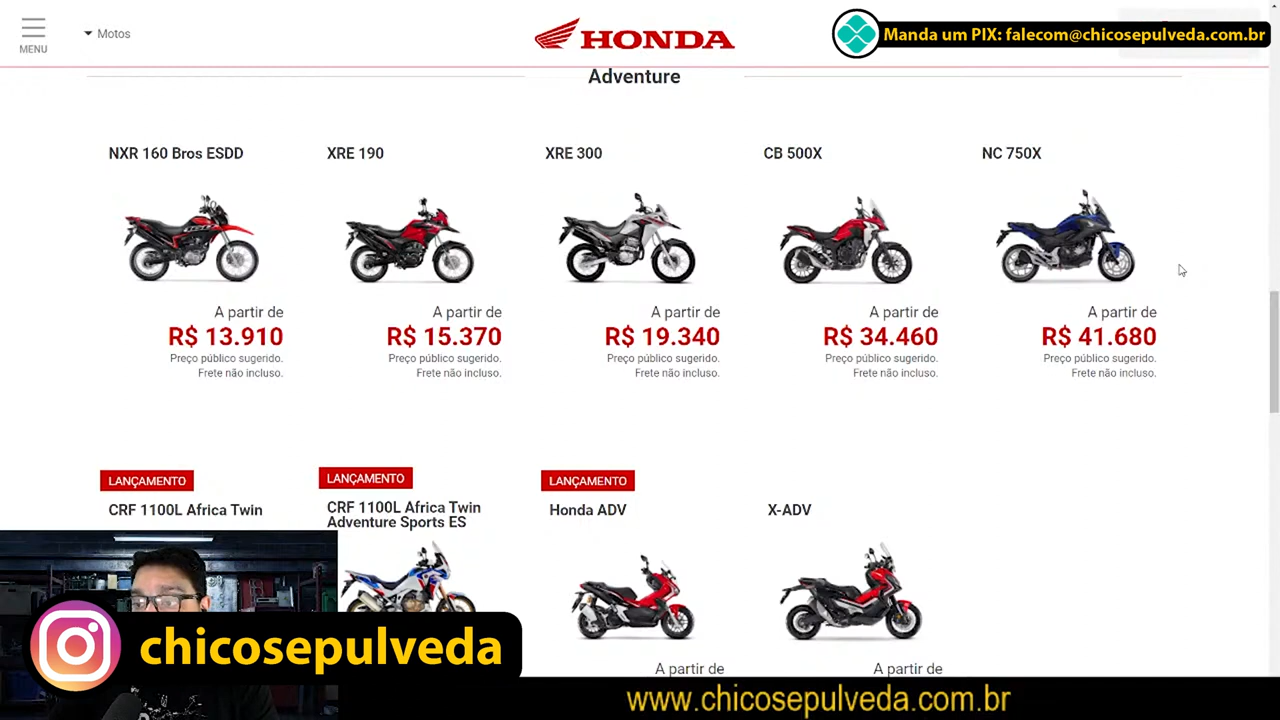 MENU
Motos
HONDA
Manda um PIX: falecom@chicosepulveda.com.br
Adventure
NXR 160 Bros ESDD
XRE 190
XRE 300
CB 500X
NC 750X
A partir de
R$ 13.910
Preço público sugerido.
Frete não incluso.
A partir de
R$ 15.370
Preço público sugerido.
Frete não incluso.
A partir de
R$ 19.340
Preço público sugerido.
Frete não incluso.
A partir de
R$ 34.460
Preço público sugerido.
Frete não incluso.
A partir de
R$ 41.680
Preço público sugerido.
Frete não incluso.
LANÇAMENTO
CRF 1100L Africa Twin
LANÇAMENTO
CRF 1100L Africa Twin
Adventure Sports ES
LANÇAMENTO
Honda ADV
X-ADV
A partir de
A partir de
chicosepulveda
www.chicosepulveda.com.br